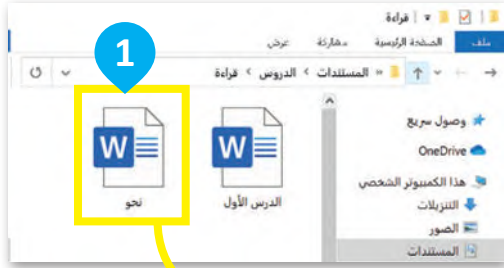 قراءة
ملف الصفحة الرئيسية مشاركة عرض
1
« المستندات › الدروس › قراءة
وصول سريع
OneDrive
هذا الكمبيوتر الشخصي
التنزيلات
الصور
المستندات
W
الدرس الأول
W
نحو